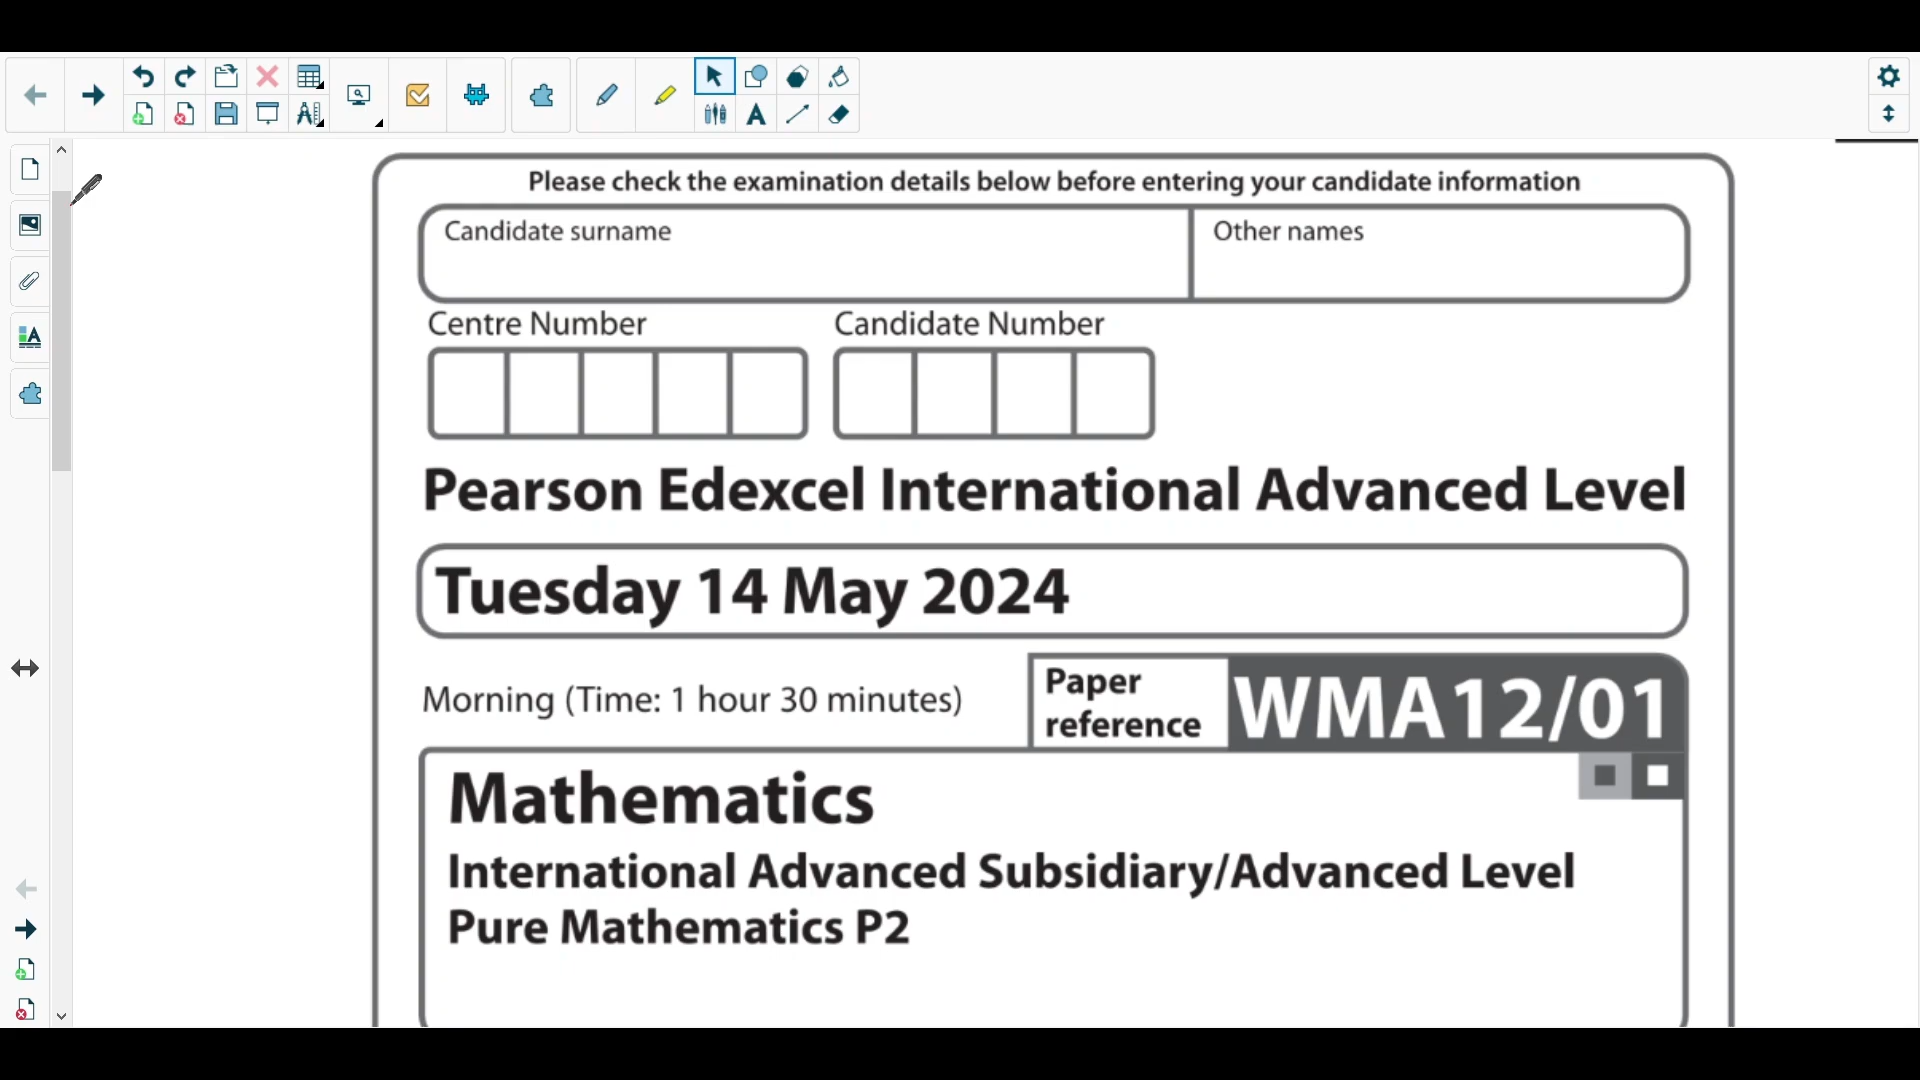 Please check the examination details below before entering your candidate information
Candidate surname
Other names
Centre Number
Candidate Number
Pearson Edexcel International Advanced Level
Tuesday 14 May 2024
Morning (Time: 1 hour 30 minutes)
Paper
reference
WMA12/01
Mathematics
International Advanced Subsidiary/Advanced Level
Pure Mathematics P2